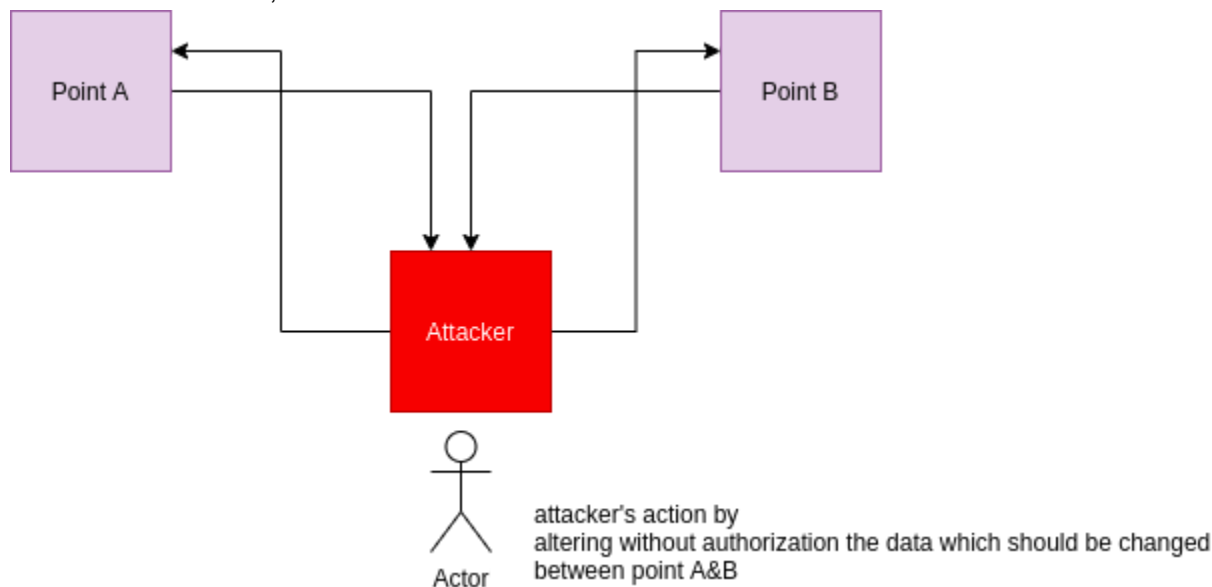 Point A
Point B
Attacker
attacker's action by
altering without authorization the data which should be changed
between point A&B
Actor